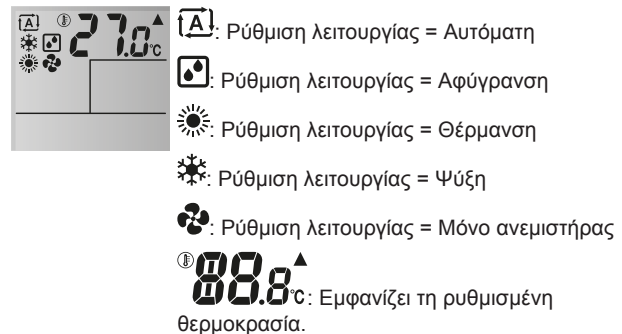 27.0°C
A : Ρύθμιση λειτουργίας = Αυτόματη
: Ρύθμιση λειτουργίας = Αφύγρανση
: Ρύθμιση λειτουργίας = Θέρμανση
: Ρύθμιση λειτουργίας = Ψύξη
: Ρύθμιση λειτουργίας = Μόνο ανεμιστήρας
88.8°C : Εμφανίζει τη ρυθμισμένη
θερμοκρασία.